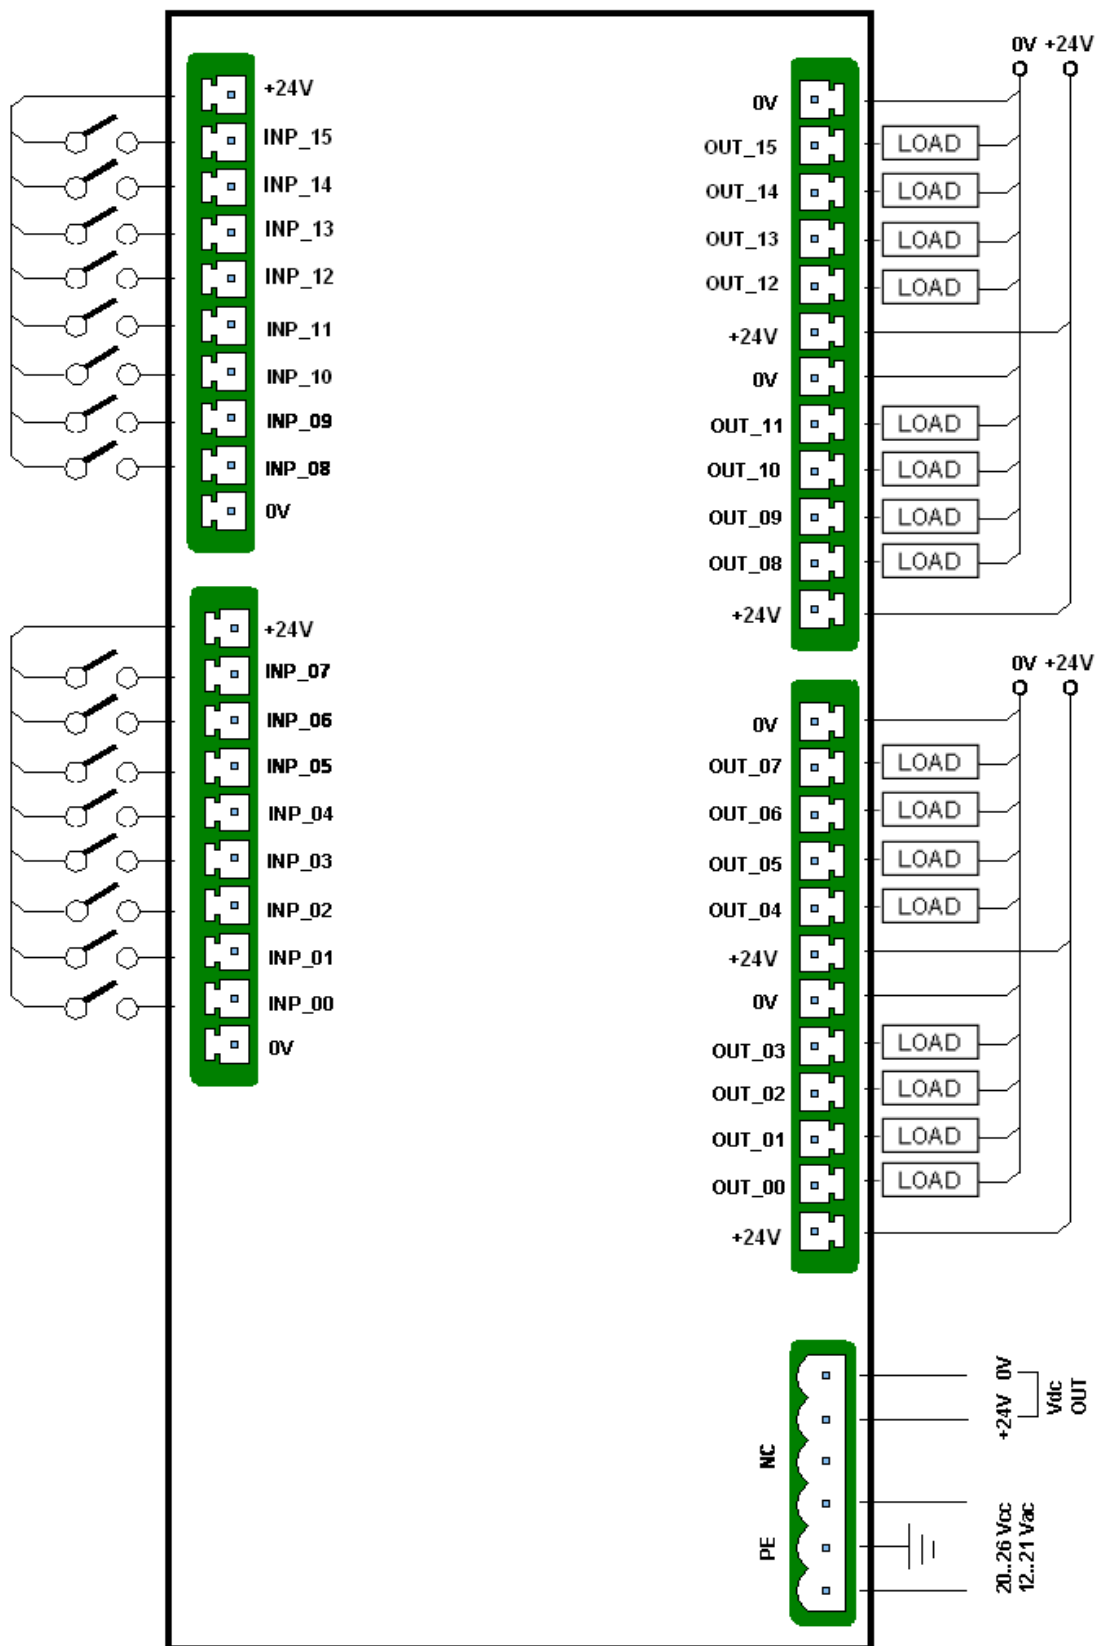 +24V
INP_15
INP_14
INP_13
INP_12
INP_11
INP_10
INP_09
INP_08
0V
+24V
INP_07
INP_06
INP_05
INP_04
INP_03
INP_02
INP_01
INP_00
0V
0V +24V
0V
OUT_15 LOAD
OUT_14 LOAD
OUT_13 LOAD
OUT_12 LOAD
+24V
0V
OUT_11 LOAD
OUT_10 LOAD
OUT_09 LOAD
OUT_08 LOAD
+24V
0V +24V
0V
OUT_07 LOAD
OUT_06 LOAD
OUT_05 LOAD
OUT_04 LOAD
+24V
0V
OUT_03 LOAD
OUT_02 LOAD
OUT_01 LOAD
OUT_00 LOAD
+24V
+24V 0V
Vdc
OUT
NC
PE
20..26 Vcc
12..21 Vac